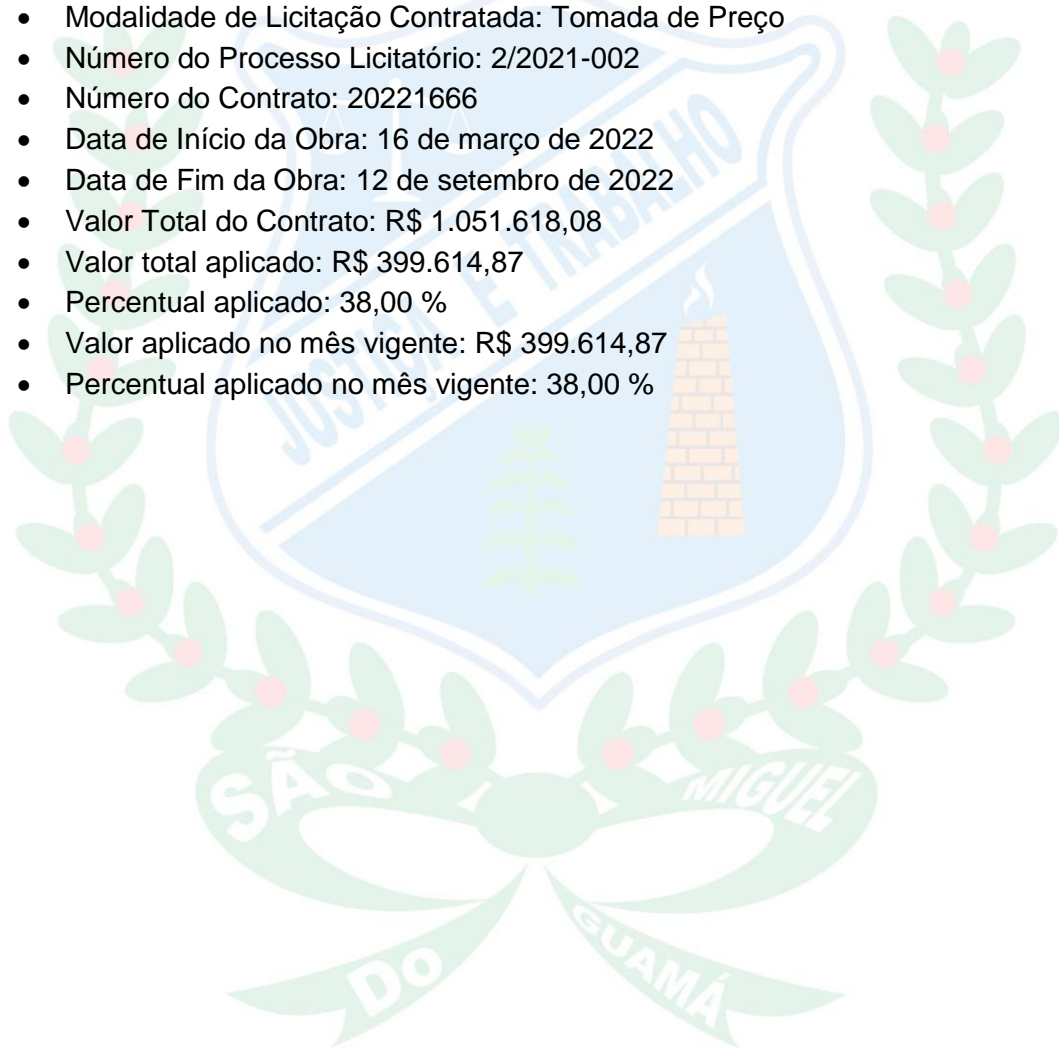 • Modalidade de Licitação Contratada: Tomada de Preço
• Número do Processo Licitatório: 2/2021-002
• Número do Contrato: 20221666
• Data de Início da Obra: 16 de março de 2022
• Data de Fim da Obra: 12 de setembro de 2022
• Valor Total do Contrato: R$ 1.051.618,08
• Valor total aplicado: R$ 399.614,87
• Percentual aplicado: 38,00 %
• Valor aplicado no mês vigente: R$ 399.614,87
• Percentual aplicado no mês vigente: 38,00 %
JUSTIÇA E TRABALHO
SÃO MIGUEL
DO GUAMÁ